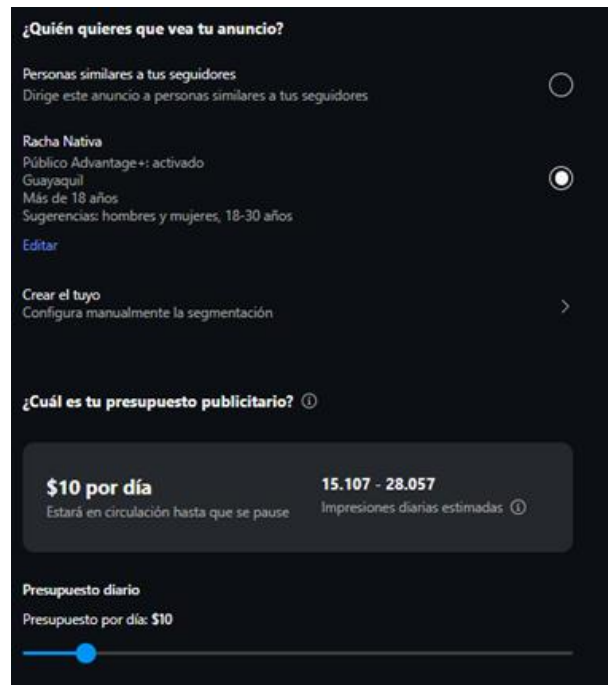 ¿Quién quieres que vea tu anuncio?
Personas similares a tus seguidores
Dirige este anuncio a personas similares a tus seguidores
Racha Nativa
Público Advantage+: activado
Guayaquil
Más de 18 años
Sugerencias: hombres y mujeres, 18-30 años
Editar
Crear el tuyo
Configura manualmente la segmentación
¿Cuál es tu presupuesto publicitario?
$10 por día
Estará en circulación hasta que se pause
15.107 - 28.057
Impresiones diarias estimadas
Presupuesto diario
Presupuesto por día: $10